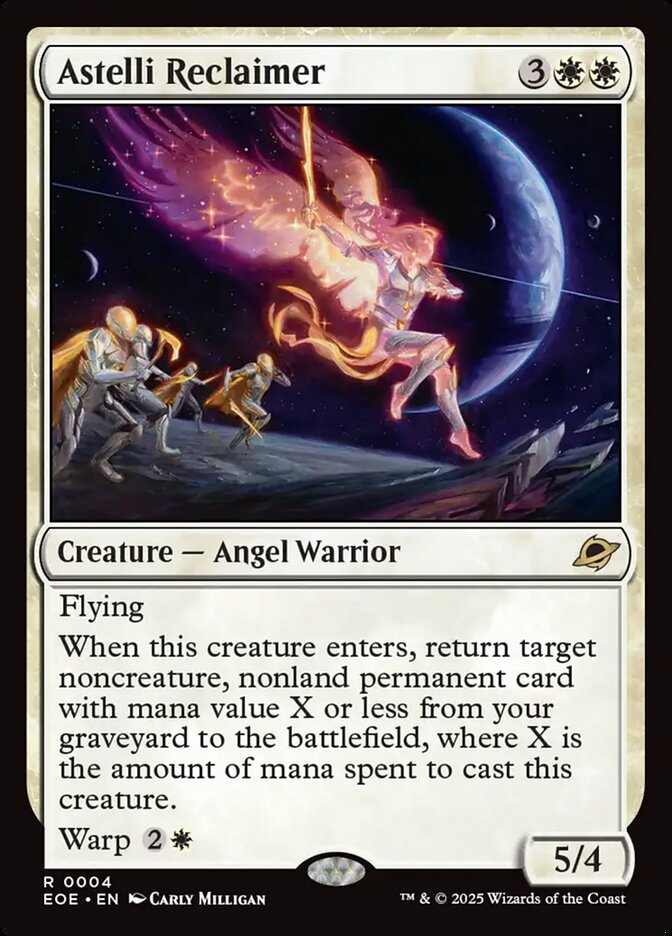 Astelli Reclaimer 3
Creature — Angel Warrior
Flying
When this creature enters, return target
noncreature, nonland permanent card
with mana value X or less from your
graveyard to the battlefield, where X is
the amount of mana spent to cast this
creature.
Warp 2
5/4
R 0004
EOE • EN Carly Milligan
™ & © 2025 Wizards of the Coast